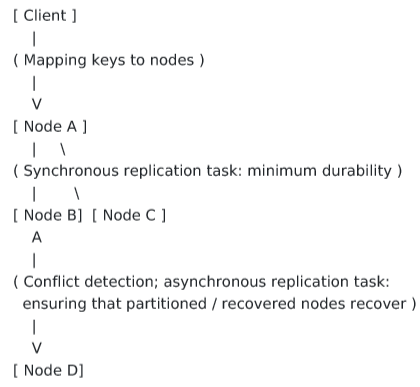 [ Client ]
|
( Mapping keys to nodes )
|
V
[ Node A ]
| \
( Synchronous replication task: minimum durability )
| \
[ Node B] [ Node C ]
A
|
( Conflict detection; asynchronous replication task:
ensuring that partitioned / recovered nodes recover )
|
V
[ Node D]